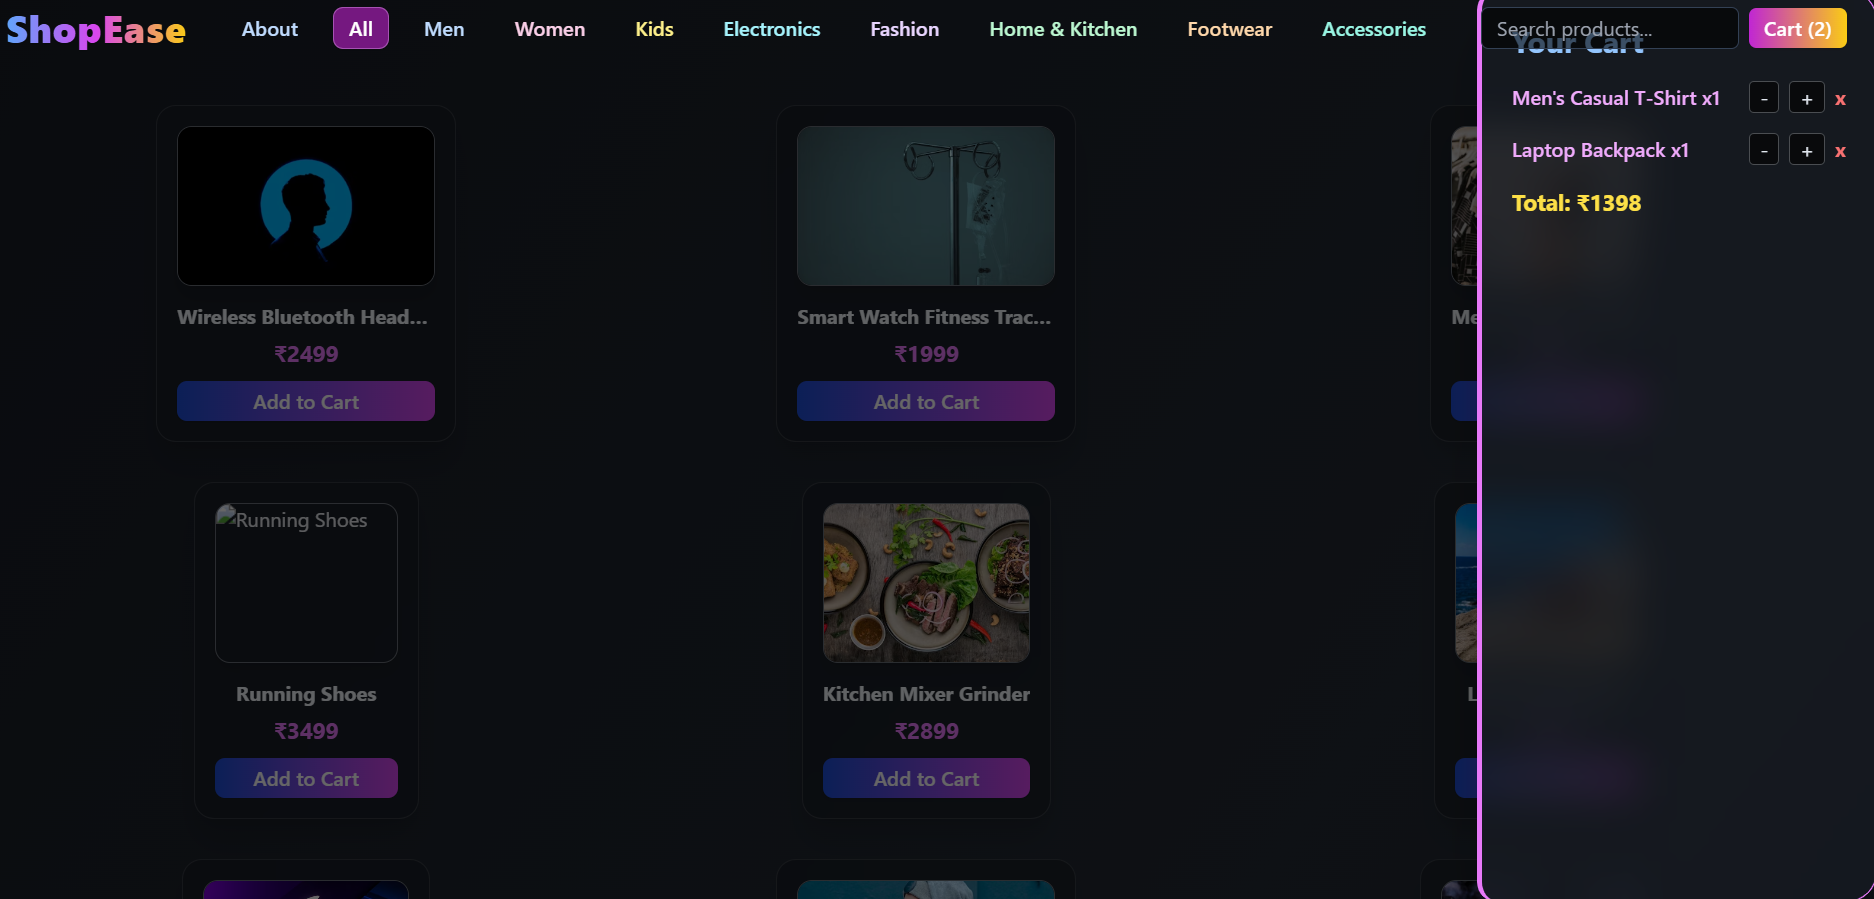 ShopEase About All Men Women Kids Electronics Fashion Home & Kitchen Footwear Accessories Search products... Cart (2)
Your Cart
Men's Casual T-Shirt x1 - + x
Laptop Backpack x1 - + x
Total: ₹1398
Wireless Bluetooth Head... Smart Watch Fitness Trac... Me
₹2499 ₹1999
Add to Cart Add to Cart
Running Shoes
Running Shoes Kitchen Mixer Grinder L
₹3499 ₹2899
Add to Cart Add to Cart